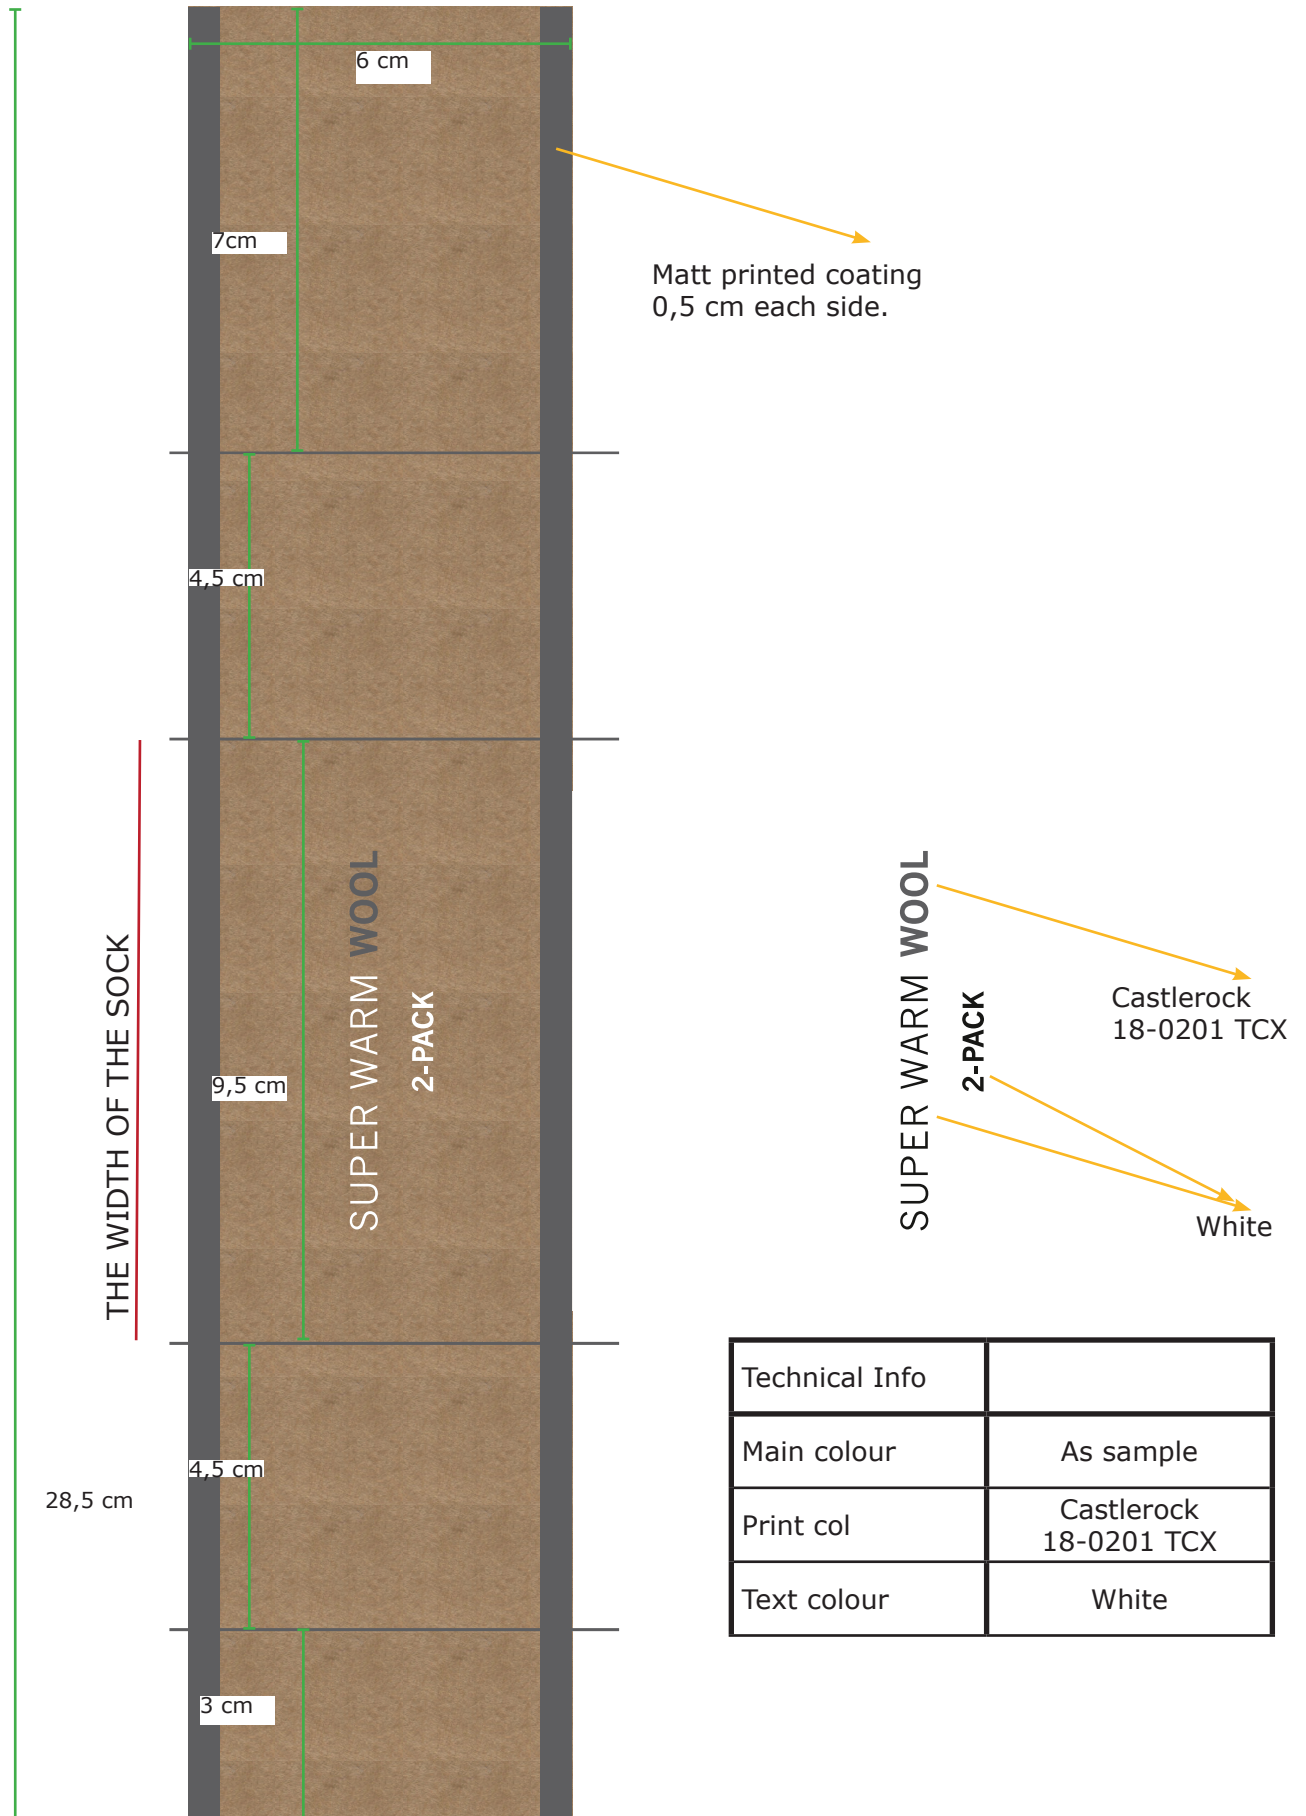 6 cm
7cm
Matt printed coating
0,5 cm each side.
4,5 cm
THE WIDTH OF THE SOCK
9,5 cm
SUPER WARM WOOL
2-PACK
SUPER WARM WOOL
2-PACK
Castlerock
18-0201 TCX
White
4,5 cm
28,5 cm
3 cm
Technical Info
Main colour As sample
Print col Castlerock
18-0201 TCX
Text colour White